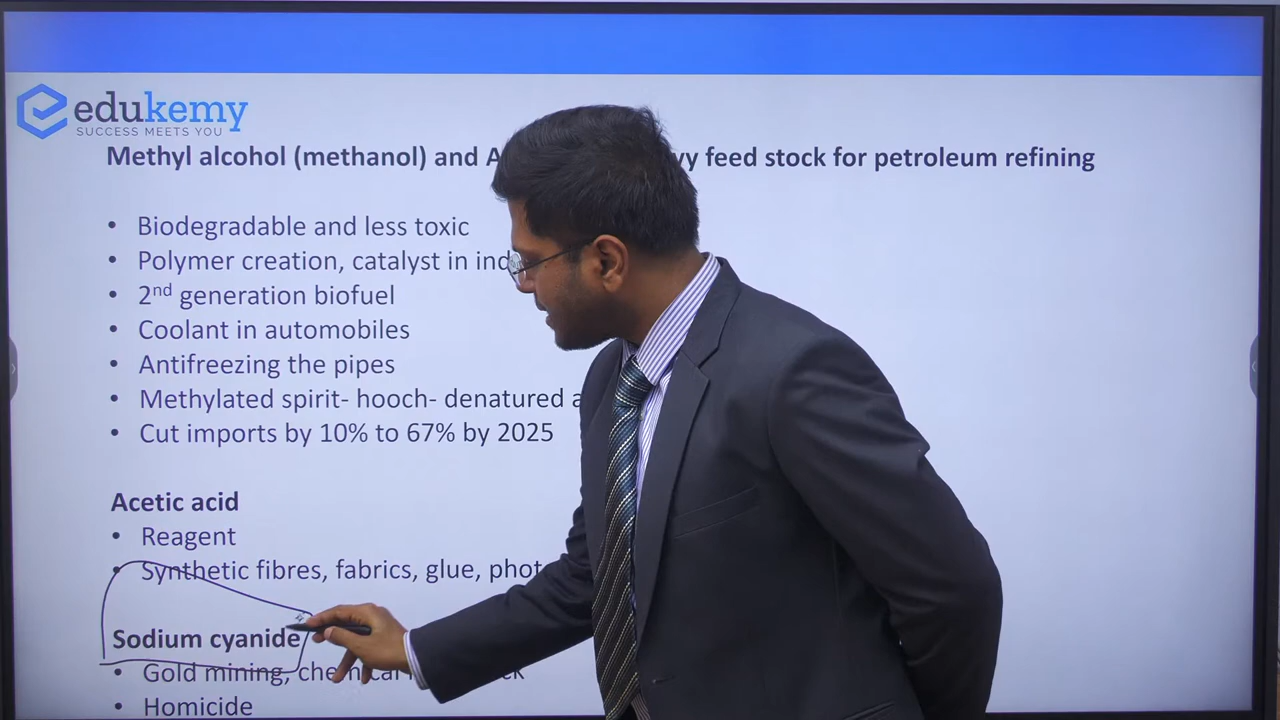 edukemy
SUCCESS MEETS YOU
Methyl alcohol (methanol) and feed stock for petroleum refining
• Biodegradable and less toxic
• Polymer creation, catalyst in
• 2nd generation biofuel
• Coolant in automobiles
• Antifreezing the pipes
• Methylated spirit- hooch- denatured
• Cut imports by 10% to 67% by 2025
Acetic acid
• Reagent
• Synthetic fibres, fabrics, glue,
Sodium cyanide
• Gold mining,
• Homicide